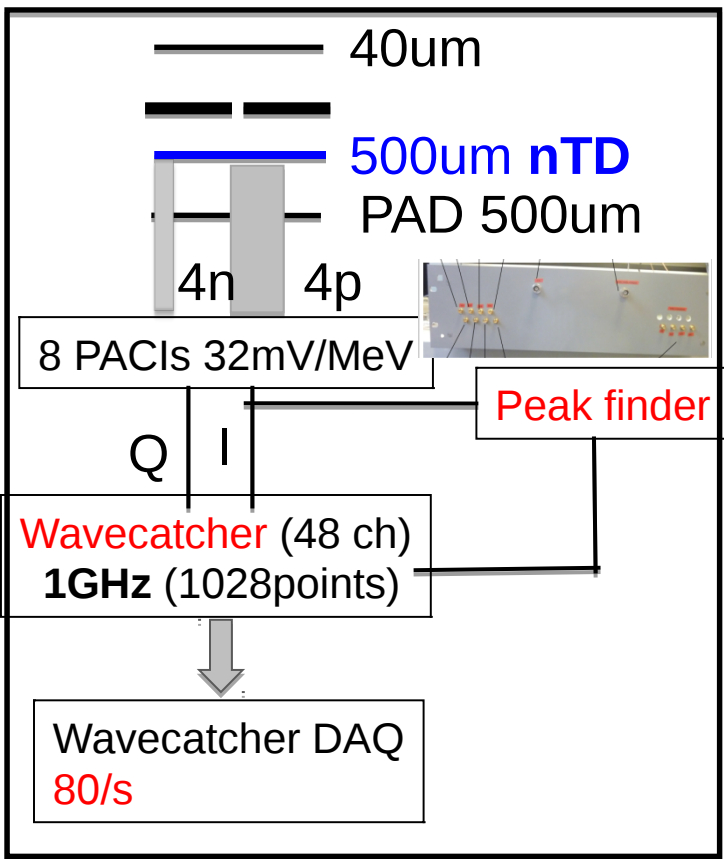 40um
500um nTD
PAD 500um
4n 4p
8 PACIs 32mV/MeV
Peak finder
Q I
Wavecatcher (48 ch)
1GHz (1028points)
Wavecatcher DAQ
80/s